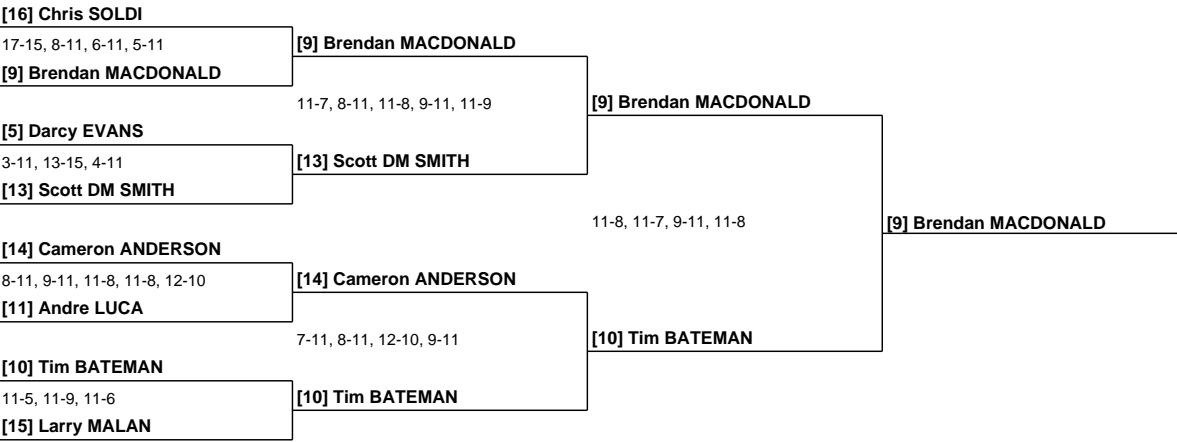 [16] Chris SOLDI
17-15, 8-11, 6-11, 5-11
[9] Brendan MACDONALD
[9] Brendan MACDONALD
11-7, 8-11, 11-8, 9-11, 11-9
[9] Brendan MACDONALD
[5] Darcy EVANS
3-11, 13-15, 4-11
[13] Scott DM SMITH
[13] Scott DM SMITH
11-8, 11-7, 9-11, 11-8
[9] Brendan MACDONALD
[14] Cameron ANDERSON
8-11, 9-11, 11-8, 11-8, 12-10
[14] Cameron ANDERSON
[11] Andre LUCA
7-11, 8-11, 12-10, 9-11
[10] Tim BATEMAN
[10] Tim BATEMAN
11-5, 11-9, 11-6
[10] Tim BATEMAN
[15] Larry MALAN